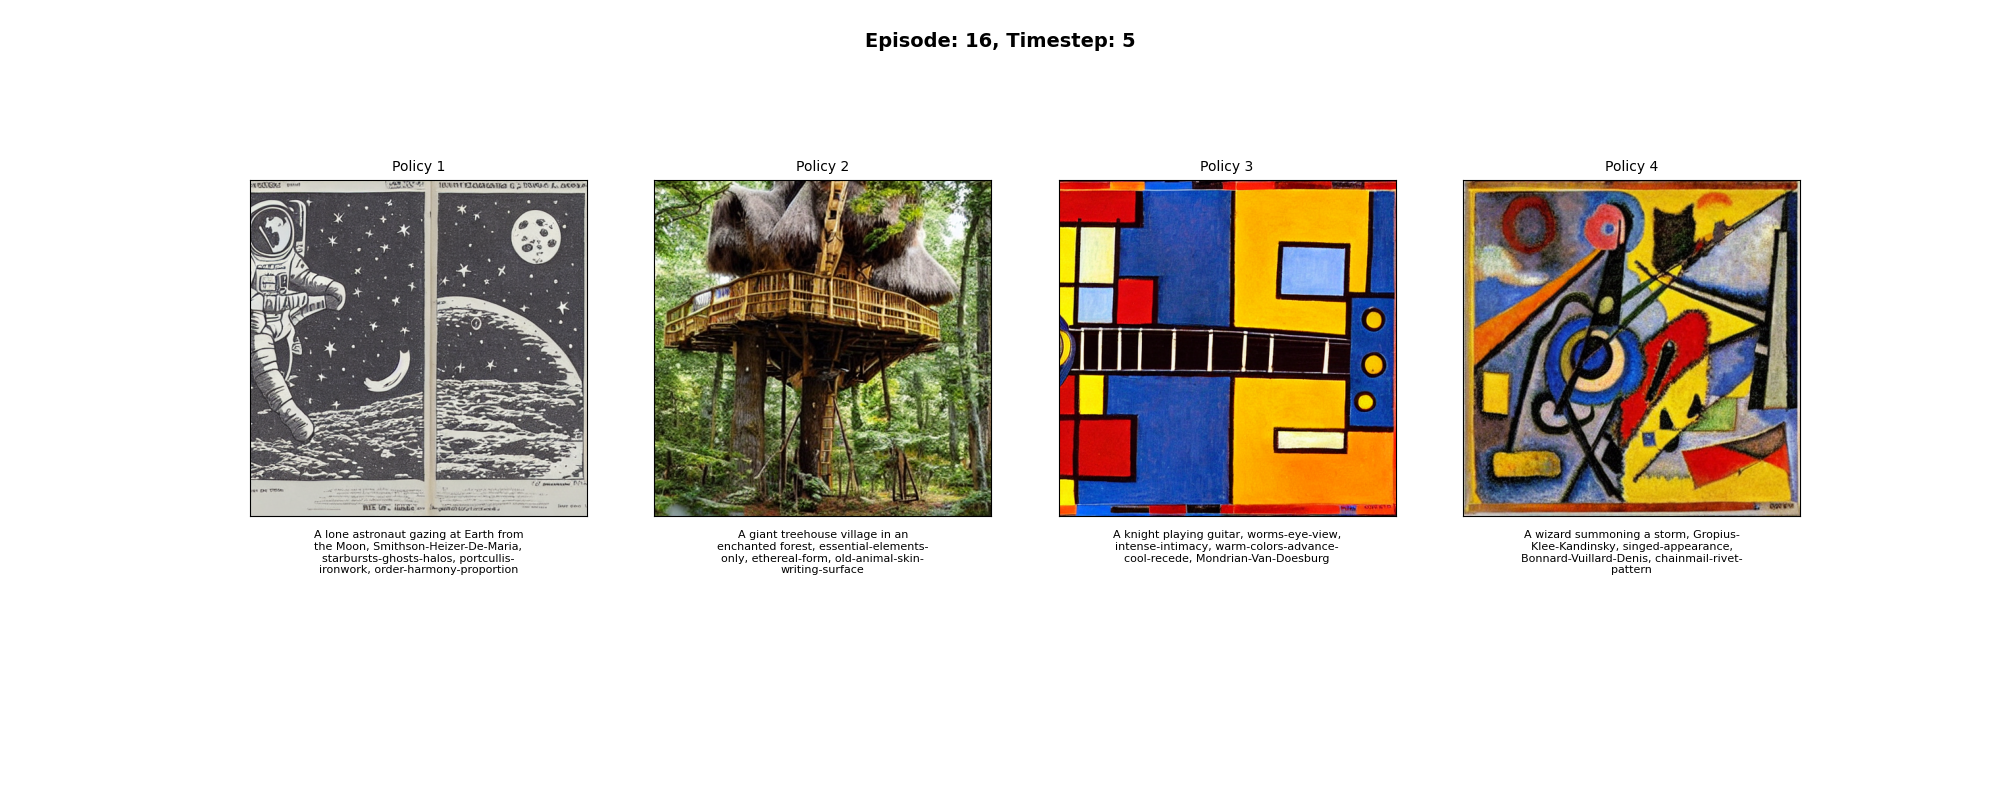 Episode: 16, Timestep: 5
Policy 1
Policy 2
Policy 3
Policy 4
A lone astronaut gazing at Earth from
the Moon, Smithson-Heizer-De-Maria,
starbursts-ghosts-halos, portcullis-
ironwork, order-harmony-proportion
A giant treehouse village in an
enchanted forest, essential-elements-
only, ethereal-form, old-animal-skin-
writing-surface
A knight playing guitar, worms-eye-view,
intense-intimacy, warm-colors-advance-
cool-recede, Mondrian-Van-Doesburg
A wizard summoning a storm, Gropius-
Klee-Kandinsky, singed-appearance,
Bonnard-Vuillard-Denis, chainmail-rivet-
pattern